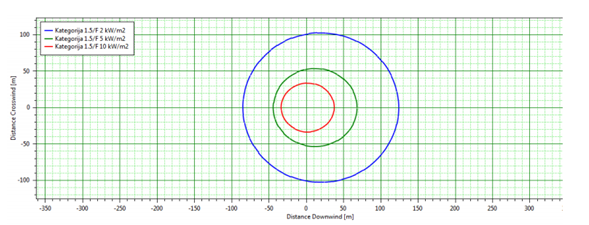 Kategorija 1.5/F 2 kW/m2
Kategorija 1.5/F 5 kW/m2
Kategorija 1.5/F 10 kW/m2
100
50
0
-50
-100
Distance Crosswind [m]
-350 -300 -250 -200 -150 -100 -50 0 50 100 150 200 250 300
Distance Downwind [m]